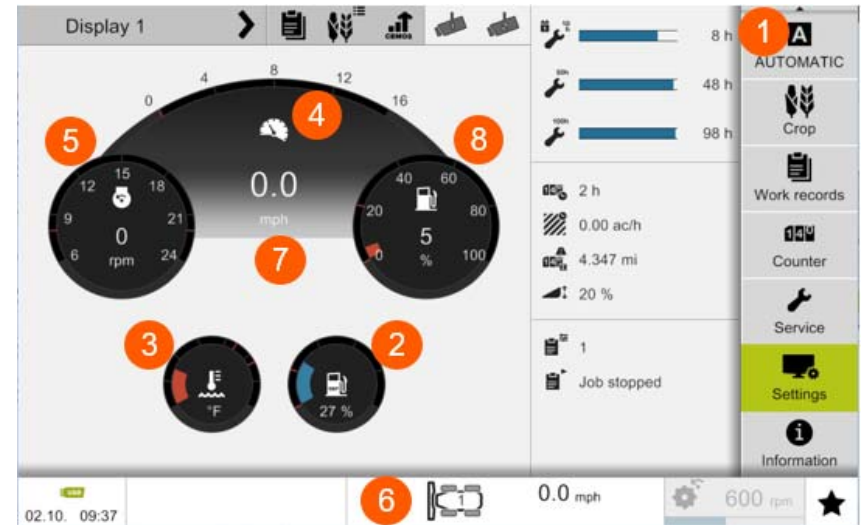 Display 1
CEMOS
8 h
48 h
98 h
2 h
0.00 ac/h
4.347 mi
20 %
1
Job stopped
1
A
AUTOMATIC
Crop
Work records
140
Counter
Service
Settings
i
Information
4
0 4 8 12 16
0.0
mph
7
5
6 9 12 15 18 21 24
0
rpm
8
0 20 40 60 80 100
5
%
3
°F
2
27 %
USB
02.10. 09:37
6
1
0.0 mph
600 rpm